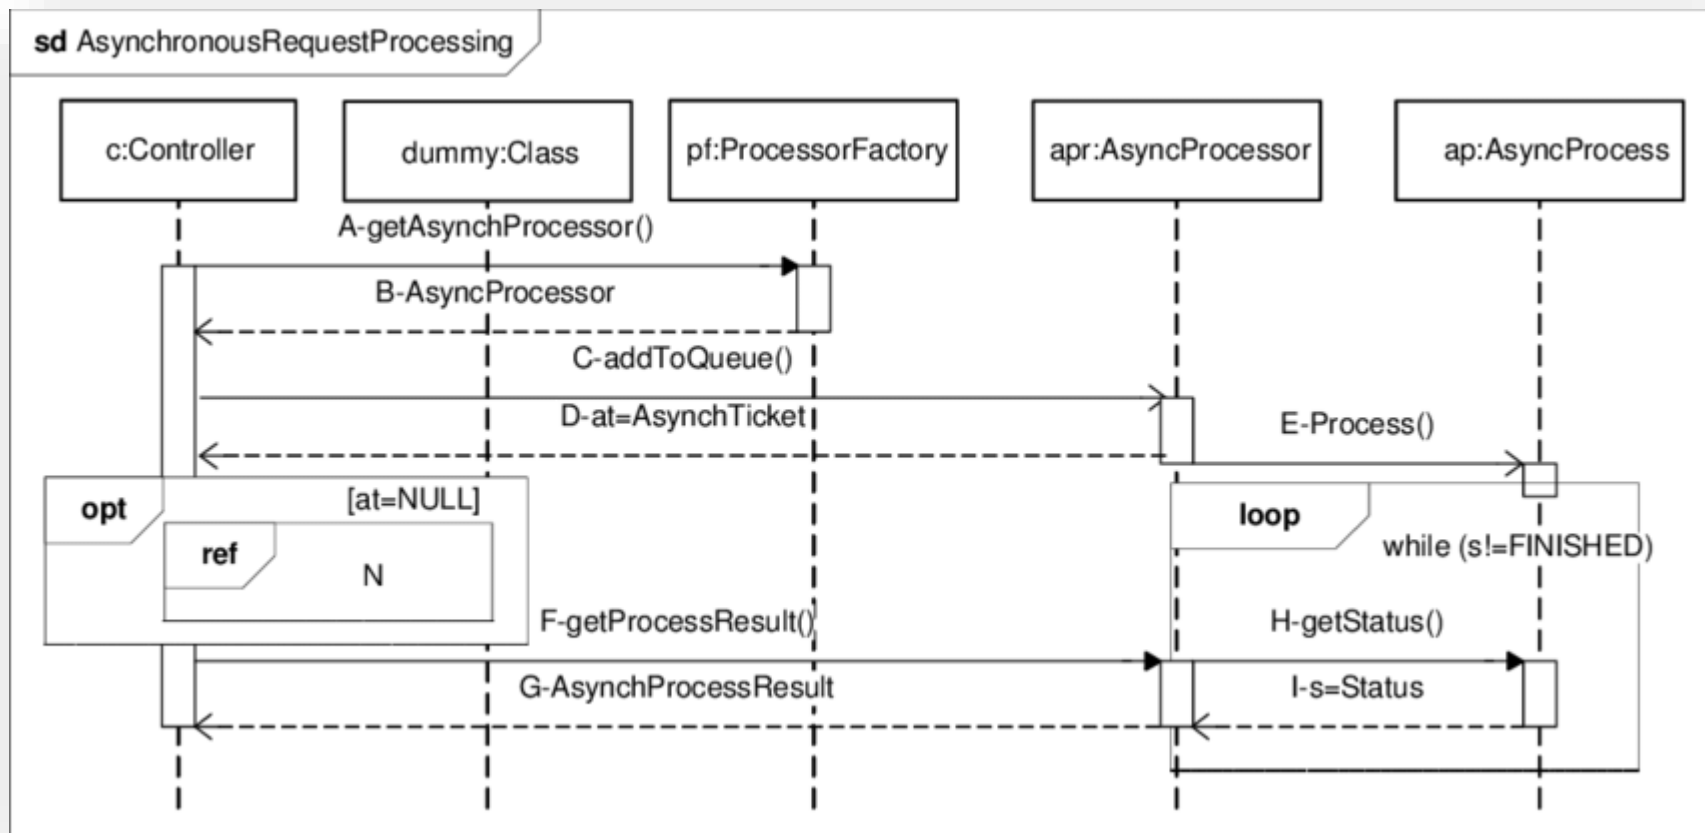 sd AsynchronousRequestProcessing
c:Controller
dummy:Class
pf:ProcessorFactory
apr:AsyncProcessor
ap:AsyncProcess
A-getAsynchProcessor()
B-AsyncProcessor
C-addToQueue()
D-at=AsynchTicket
E-Process()
opt
[at=NULL]
loop
ref
N
while (s!=FINISHED)
F-getProcessResult()
H-getStatus()
G-AsynchProcessResult
I-s=Status